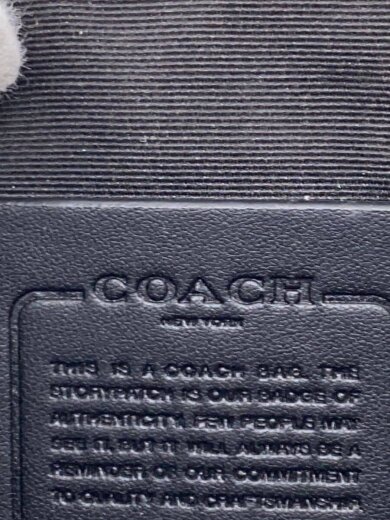 COACH
NEW YORK
THIS IS A COACH BAG. THE
STORYPATCH IS OUR BADGE OF
AUTHENTICITY. FEW PEOPLE MAY
SEE IT, BUT IT WILL ALWAYS BE A
REMINDER OF OUR COMMITMENT
TO QUALITY AND CRAFTSMANSHIP.